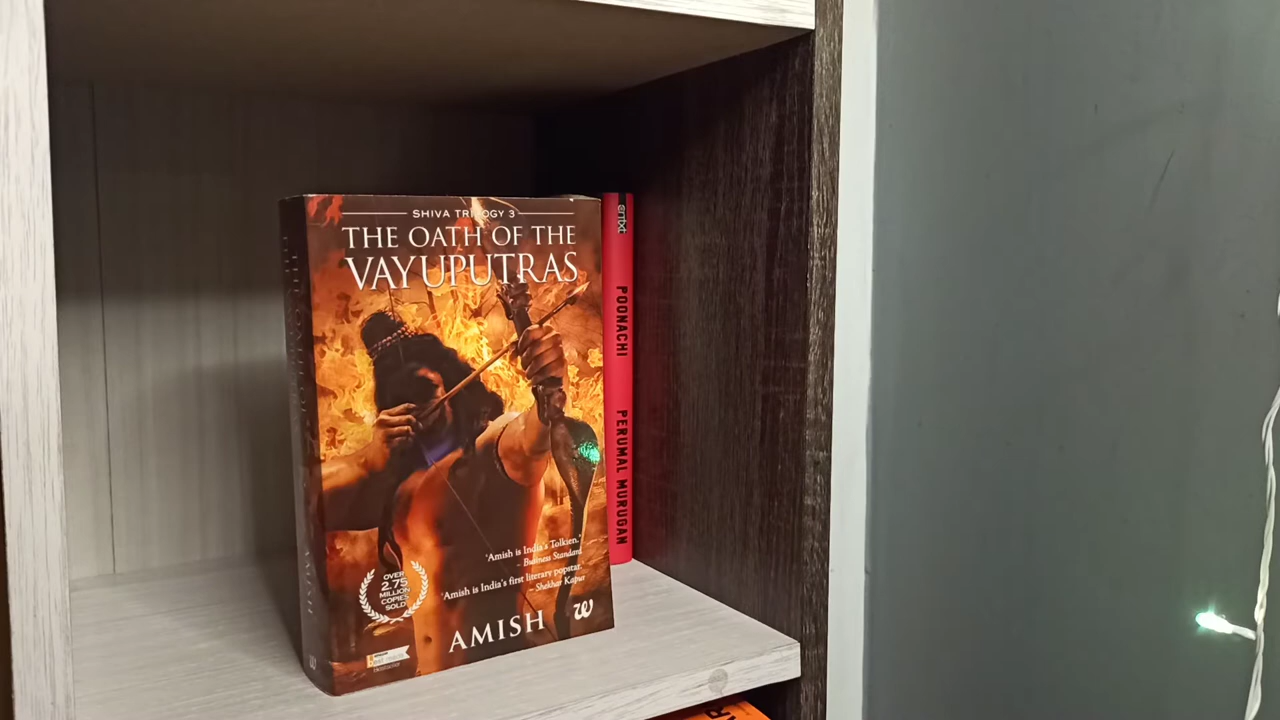 SHIVA TRILOGY 3
THE OATH OF THE
VAYUPUTRAS
'Amish is India's Tolkien.'
– Business Standard
'Amish is India's first literary popstar.'
– Shekhar Kapur
OVER
2.75
MILLION
COPIES
SOLD
AMISH
w
AMISH
POONACHI
PERUMAL MURUGAN